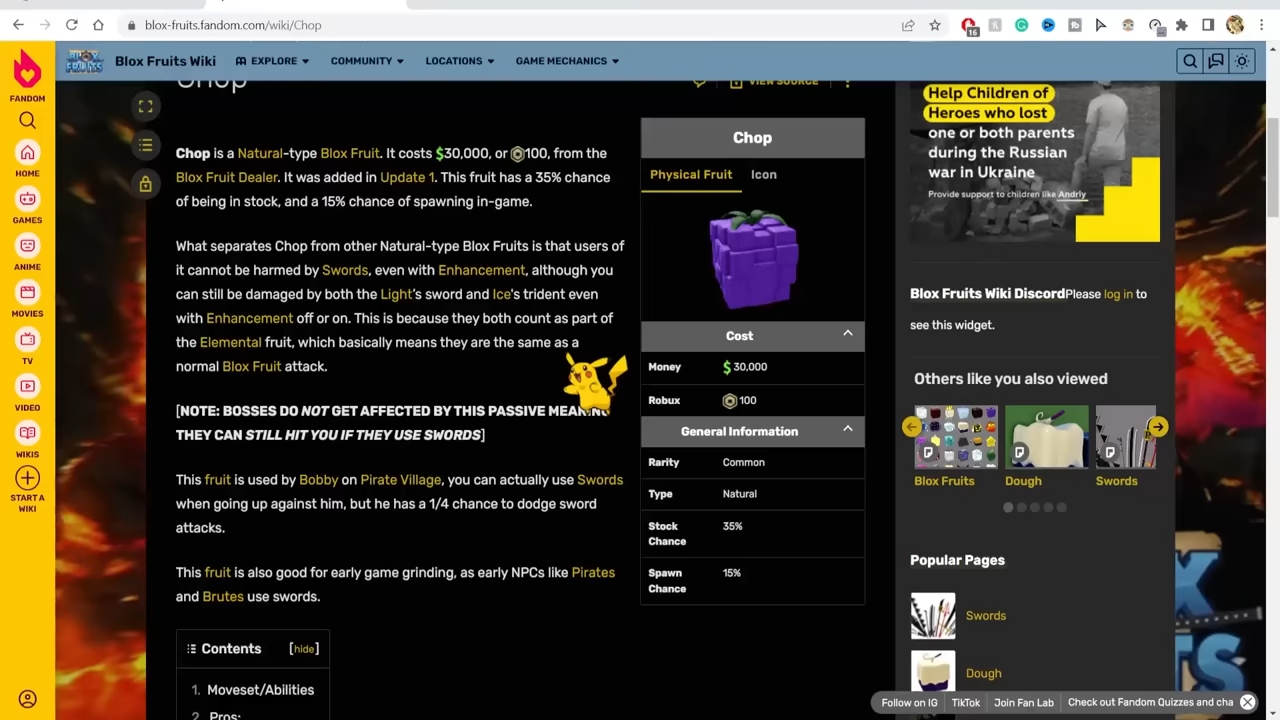 blox-fruits.fandom.com/wiki/Chop
16
FANDOM
HOME
GAMES
ANIME
MOVIES
TV
VIDEO
WIKIS
START A
WIKI
BLOX
FRUITS
Blox Fruits Wiki
EXPLORE
COMMUNITY
LOCATIONS
GAME MECHANICS
Chop
VIEW SOURCE
Chop is a Natural-type Blox Fruit. It costs $30,000, or 100, from the
Blox Fruit Dealer. It was added in Update 1. This fruit has a 35% chance
of being in stock, and a 15% chance of spawning in-game.
What separates Chop from other Natural-type Blox Fruits is that users of
it cannot be harmed by Swords, even with Enhancement, although you
can still be damaged by both the Light's sword and Ice's trident even
with Enhancement off or on. This is because they both count as part of
the Elemental fruit, which basically means they are the same as a
normal Blox Fruit attack.
[NOTE: BOSSES DO NOT GET AFFECTED BY THIS PASSIVE MEANING
THEY CAN STILL HIT YOU IF THEY USE SWORDS]
This fruit is used by Bobby on Pirate Village, you can actually use Swords
when going up against him, but he has a 1/4 chance to dodge sword
attacks.
This fruit is also good for early game grinding, as early NPCs like Pirates
and Brutes use swords.
Contents [hide]
1. Moveset/Abilities
2. Pros:
Chop
Physical Fruit Icon
Cost
Money $ 30,000
Robux 100
General Information
Rarity Common
Type Natural
Stock
Chance 35%
Spawn
Chance 15%
Help Children of
Heroes who lost
one or both parents
during the Russian
war in Ukraine
Provide support to children like Andriy
Blox Fruits Wiki DiscordPlease log in to
see this widget.
Others like you also viewed
Blox Fruits Dough Swords
Popular Pages
Swords
Dough
Follow on IG TikTok Join Fan Lab Check out Fandom Quizzes and cha